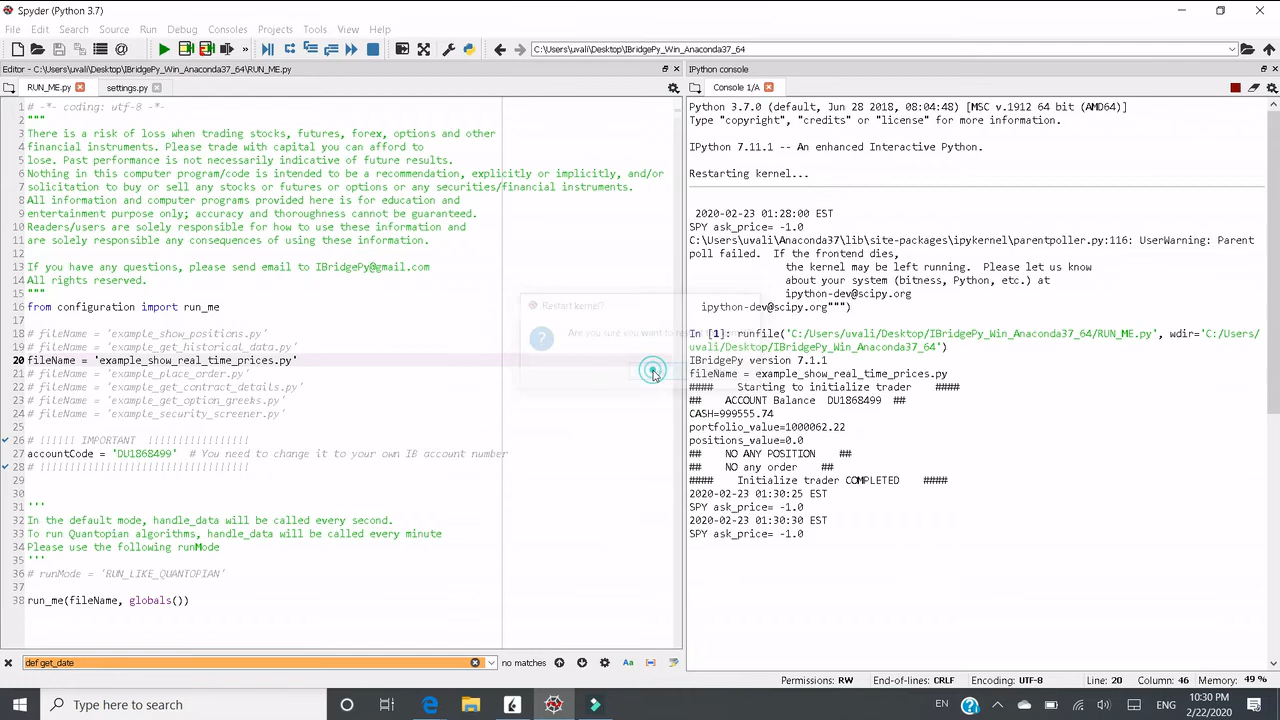 Spyder (Python 3.7)
File Edit Search Source Run Debug Consoles Projects Tools View Help
C:\Users\uvali\Desktop\IBridgePy_Win_Anaconda37_64
Editor - C:\Users\uvali\Desktop\IBridgePy_Win_Anaconda37_64\RUN_ME.py
RUN_ME.py settings.py
1 # -*- coding: utf-8 -*-
2 """
3 There is a risk of loss when trading stocks, futures, forex, options and other
4 financial instruments. Please trade with capital you can afford to
5 lose. Past performance is not necessarily indicative of future results.
6 Nothing in this computer program/code is intended to be a recommendation, explicitly or implicitly, and/or
7 solicitation to buy or sell any stocks or futures or options or any securities/financial instruments.
8 All information and computer programs provided here is for education and
9 entertainment purpose only; accuracy and thoroughness cannot be guaranteed.
10 Readers/users are solely responsible for how to use these information and
11 are solely responsible any consequences of using these information.
12
13 If you have any questions, please send email to IBridgePy@gmail.com
14 All rights reserved.
15 """
16 from configuration import run_me
17
18 # fileName = 'example_show_positions.py'
19 # fileName = 'example_get_historical_data.py'
20 fileName = 'example_show_real_time_prices.py'
21 # fileName = 'example_place_order.py'
22 # fileName = 'example_get_contract_details.py'
23 # fileName = 'example_get_option_greeks.py'
24 # fileName = 'example_security_screener.py'
25
26 # !!!!!! IMPORTANT !!!!!!!!!!!!!!!!!
27 accountCode = 'DU1868499' # You need to change it to your own IB account number
28 # !!!!!!!!!!!!!!!!!!!!!!!!!!!!!!!!!!
29
30
31 '''
32 In the default mode, handle_data will be called every second.
33 To run Quantopian algorithms, handle_data will be called every minute
34 Please use the following runMode
35 '''
36 # runMode = 'RUN_LIKE_QUANTOPIAN'
37
38 run_me(fileName, globals())
def get_date no matches Aa
Restart kernel?
Are you sure you want to
IPython console
Console 1/A
Python 3.7.0 (default, Jun 28 2018, 08:04:48) [MSC v.1912 64 bit (AMD64)]
Type "copyright", "credits" or "license" for more information.
IPython 7.11.1 -- An enhanced Interactive Python.
Restarting kernel...
2020-02-23 01:28:00 EST
SPY ask_price= -1.0
C:\Users\uvali\Anaconda37\lib\site-packages\ipykernel\parentpoller.py:116: UserWarning: Parent
poll failed. If the frontend dies,
the kernel may be left running. Please let us know
about your system (bitness, Python, etc.) at
ipython-dev@scipy.org
ipython-dev@scipy.org""")
In [1]: runfile('C:/Users/uvali/Desktop/IBridgePy_Win_Anaconda37_64/RUN_ME.py', wdir='C:/Users/
uvali/Desktop/IBridgePy_Win_Anaconda37_64')
IBridgePy version 7.1.1
fileName = example_show_real_time_prices.py
#### Starting to initialize trader ####
## ACCOUNT Balance DU1868499 ##
CASH=999555.74
portfolio_value=1000062.22
positions_value=0.0
## NO ANY POSITION ##
## NO any order ##
#### Initialize trader COMPLETED ####
2020-02-23 01:30:25 EST
SPY ask_price= -1.0
2020-02-23 01:30:30 EST
SPY ask_price= -1.0
Permissions: RW End-of-lines: CRLF Encoding: UTF-8 Line: 20 Column: 46 Memory: 49 %
Type here to search
EN ENG 10:30 PM
2/22/2020